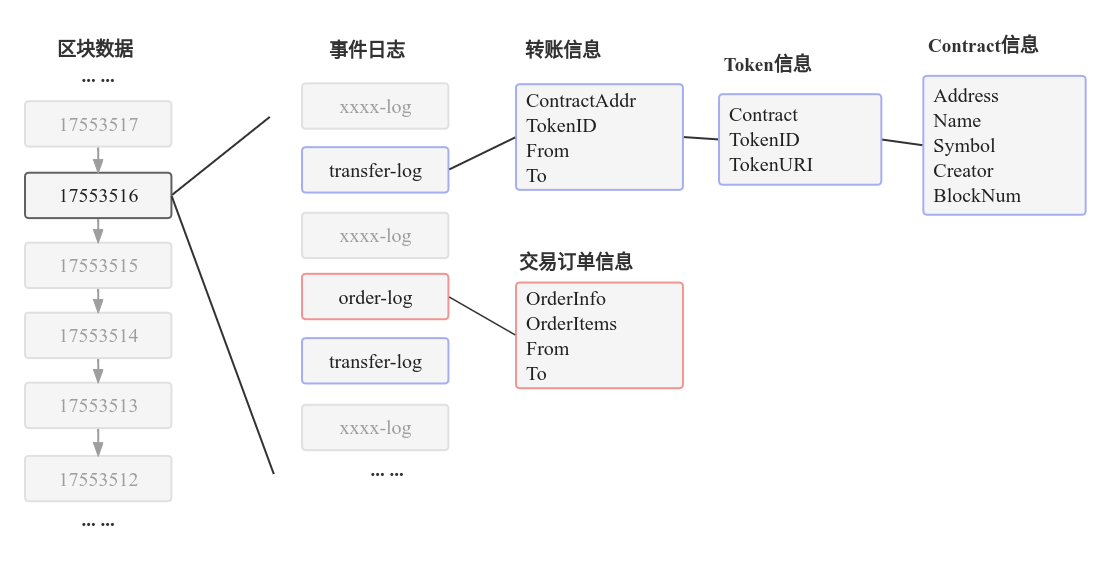 区块数据
... ...
17553517
17553516
17553515
17553514
17553513
17553512
... ...
事件日志
xxxx-log
transfer-log
xxxx-log
order-log
transfer-log
xxxx-log
... ...
转账信息
ContractAddr
TokenID
From
To
交易订单信息
OrderInfo
OrderItems
From
To
Token信息
Contract
TokenID
TokenURI
Contract信息
Address
Name
Symbol
Creator
BlockNum